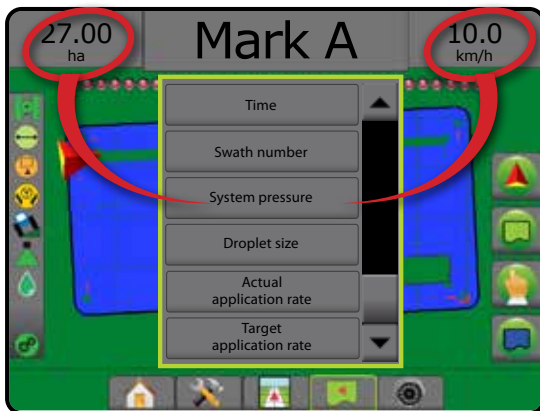 27.00
ha
Mark A
10.0
km/h
Time
Swath number
System pressure
Droplet size
Actual
application rate
Target
application rate